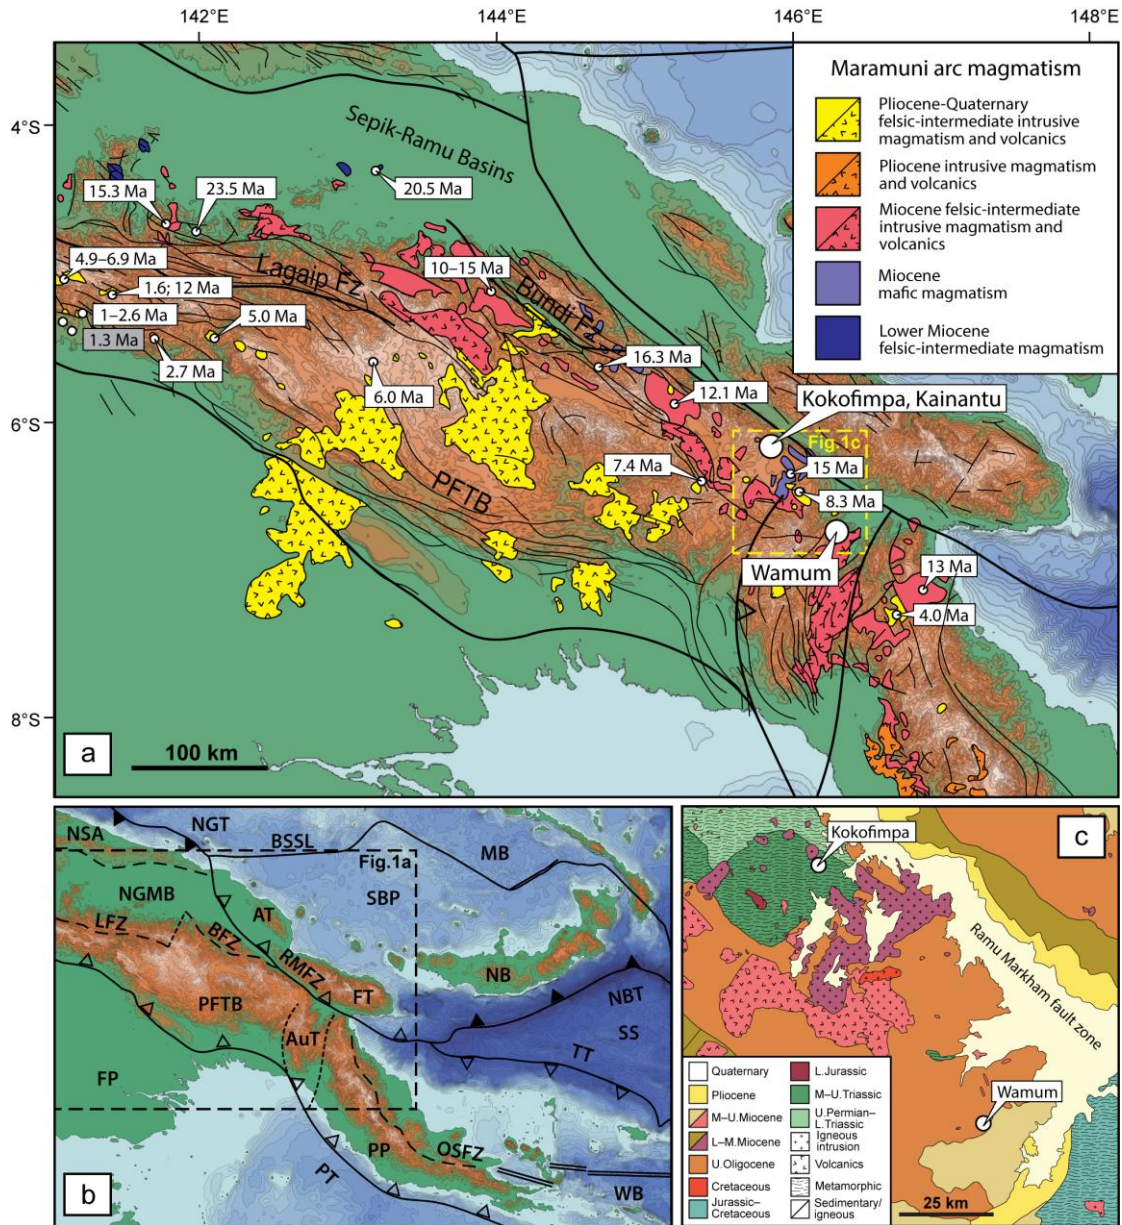 142°E
144°E
146°E
148°E
4°S
6°S
8°S
Maramuni arc magmatism
Pliocene-Quaternary
felsic-intermediate intrusive
magmatism and volcanics
Pliocene intrusive magmatism
and volcanics
Miocene felsic-intermediate
intrusive magmatism and
volcanics
Miocene
mafic magmatism
Lower Miocene
felsic-intermediate magmatism
Sepik-Ramu Basins
15.3 Ma
23.5 Ma
20.5 Ma
4.9–6.9 Ma
Lagaip Fz
10–15 Ma
Bundi Fz
1.6; 12 Ma
1–2.6 Ma
5.0 Ma
1.3 Ma
2.7 Ma
6.0 Ma
16.3 Ma
12.1 Ma
Kokofimpa, Kainantu
Fig.1c
7.4 Ma
15 Ma
8.3 Ma
PFTB
Wamum
13 Ma
4.0 Ma
a
100 km
NSA
NGT
BSSL
MB
Fig.1a
SBP
NGMB
LFZ
BFZ
AT
RMFZ
NB
FT
NBT
PFTB
AuT
SS
TT
FP
PP
OSFZ
PT
WB
b
Kokofimpa
c
Ramu Markham fault zone
Wamum
25 km
Quaternary
Pliocene
M–U.Miocene
L–M.Miocene
U.Oligocene
Cretaceous
Jurassic–
Cretaceous
L.Jurassic
M–U.Triassic
U.Permian–
L.Triassic
Igneous
intrusion
Volcanics
Metamorphic
Sedimentary/
igneous